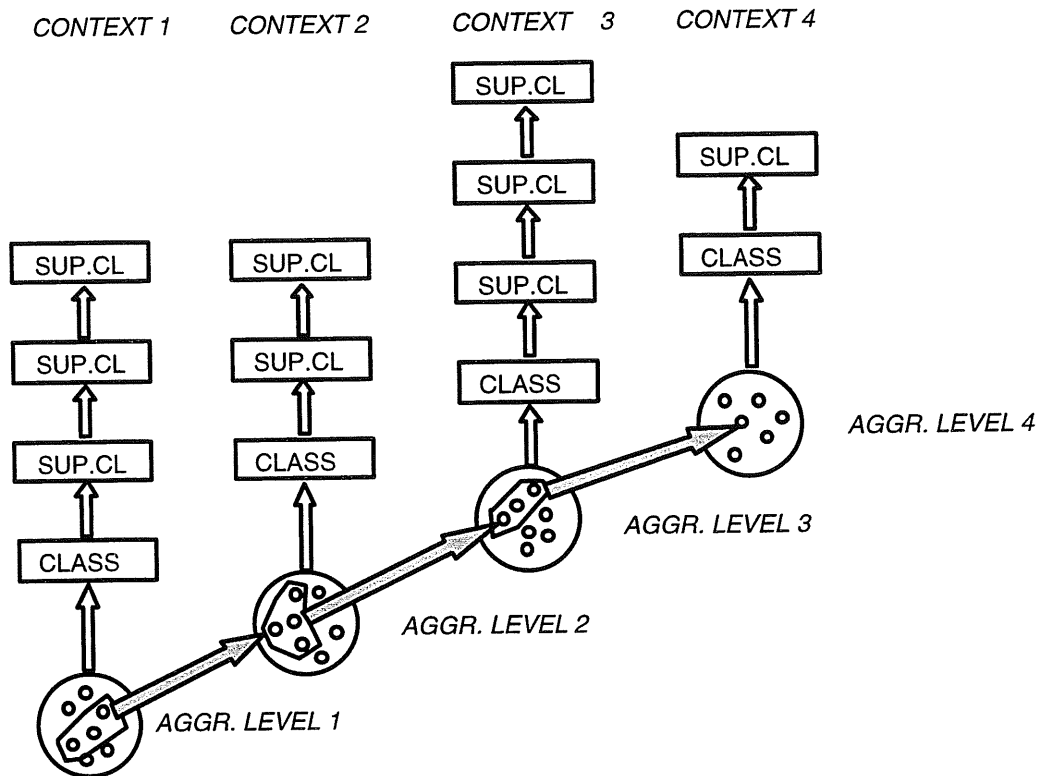 CONTEXT 1
CONTEXT 2
CONTEXT 3
CONTEXT 4
SUP.CL
SUP.CL
SUP.CL
SUP.CL
CLASS
SUP.CL
SUP.CL
SUP.CL
SUP.CL
SUP.CL
CLASS
AGGR. LEVEL 4
SUP.CL
CLASS
AGGR. LEVEL 3
CLASS
AGGR. LEVEL 2
AGGR. LEVEL 1